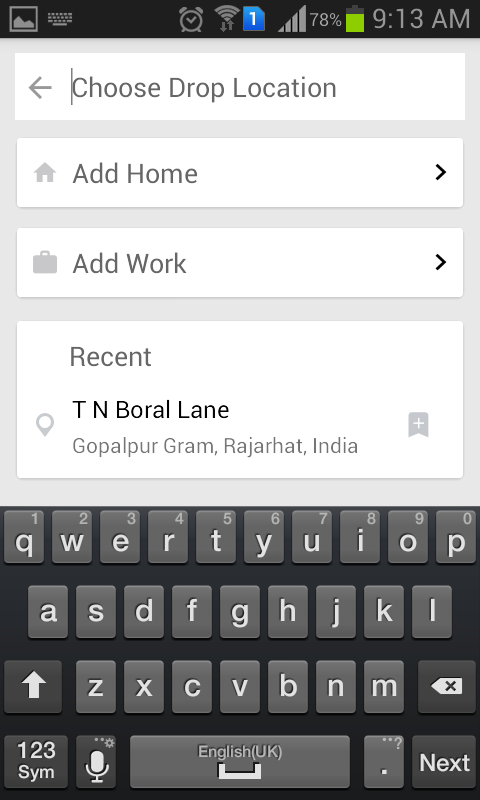 1 78% 9:13 AM
Choose Drop Location
Add Home
Add Work
Recent
T N Boral Lane
Gopalpur Gram, Rajarhat, India
1 2 3 4 5 6 7 8 9 0
q w e r t y u i o p
a s d f g h j k l
z x c v b n m
123 Sym English(UK) . ? Next